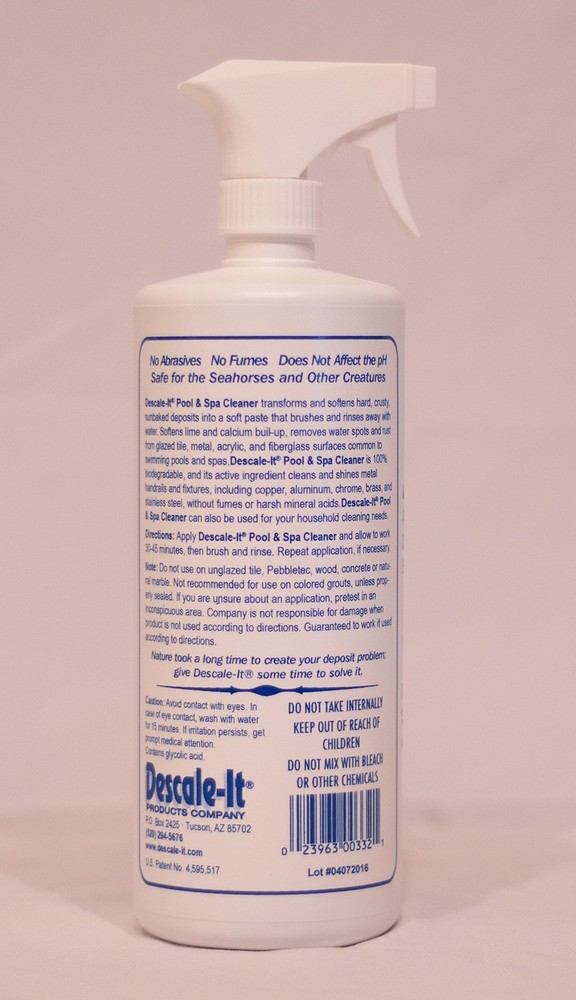 No Abrasives No Fumes Does Not Affect the pH
Safe for the Seahorses and Other Creatures
Descale-It® Pool & Spa Cleaner transforms and softens hard, crusty,
sunbaked deposits into a soft paste that brushes and rinses away with
water. Softens lime and calcium buil-up, removes water spots and rust
from glazed tile, metal, acrylic, and fiberglass surfaces common to
swimming pools and spas. Descale-It® Pool & Spa Cleaner is 100%
biodegradable, and its active ingredient cleans and shines metal
handrails and fixtures, including copper, aluminum, chrome, brass, and
stainless steel, without fumes or harsh mineral acids. Descale-It® Pool
& Spa Cleaner can also be used for your household cleaning needs.
Directions: Apply Descale-It® Pool & Spa Cleaner and allow to work
30-45 minutes, then brush and rinse. Repeat application, if necessary.
Note: Do not use on unglazed tile, Pebbletec, wood, concrete or natu-
ral marble. Not recommended for use on colored grouts, unless prop-
erly sealed. If you are unsure about an application, pretest in an
inconspicuous area. Company is not responsible for damage when
product is not used according to directions. Guaranteed to work if used
according to directions.
Nature took a long time to create your deposit problem;
give Descale-It® some time to solve it.
Caution: Avoid contact with eyes. In
case of eye contact, wash with water
for 15 minutes. If irritation persists, get
prompt medical attention.
Contains glycolic acid.
Descale-It®
PRODUCTS COMPANY
P.O. Box 2425 · Tucson, AZ 85702
(520) 294-5676
www.descale-it.com
U.S. Patent No. 4,595,517
DO NOT TAKE INTERNALLY
KEEP OUT OF REACH OF
CHILDREN
DO NOT MIX WITH BLEACH
OR OTHER CHEMICALS
0 23963 00332 1
Lot #04072016